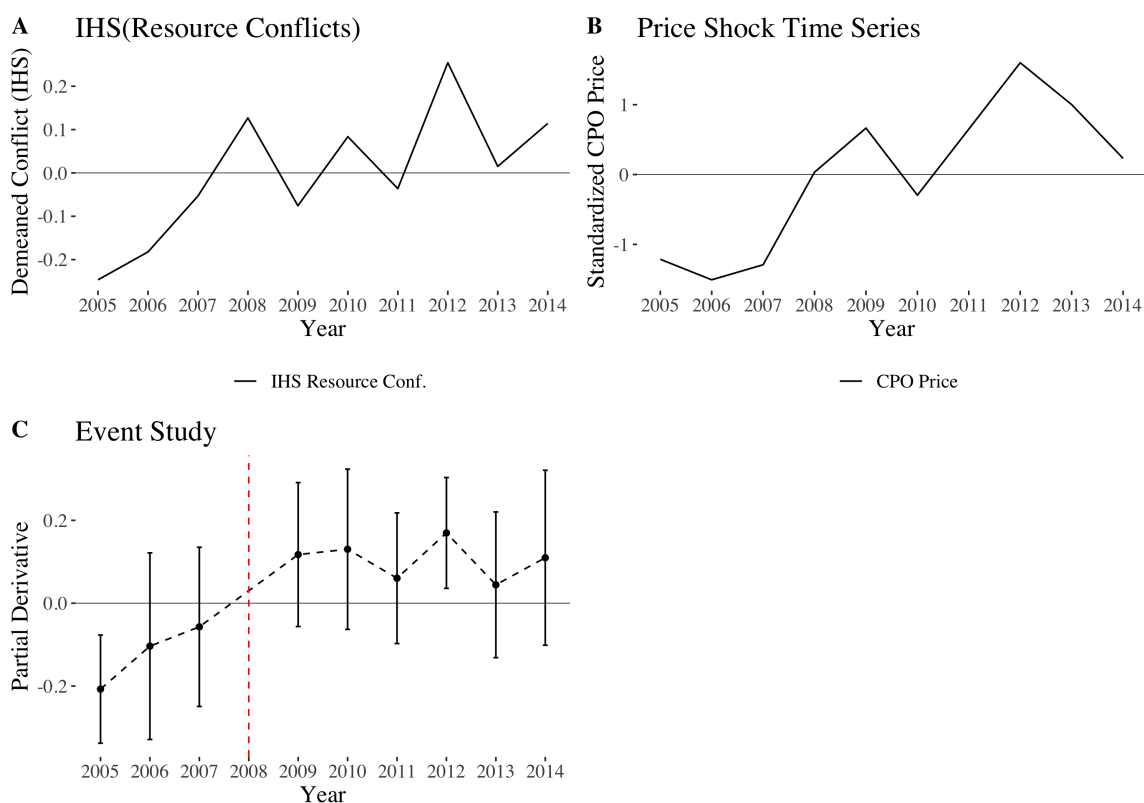 A IHS(Resource Conflicts)
Demeaned Conflict (IHS)
0.2
0.1
0.0
-0.1
-0.2
2005 2006 2007 2008 2009 2010 2011 2012 2013 2014
Year
IHS Resource Conf.
B Price Shock Time Series
Standardized CPO Price
1
0
-1
2005 2006 2007 2008 2009 2010 2011 2012 2013 2014
Year
CPO Price
C Event Study
Partial Derivative
0.2
0.0
-0.2
2005 2006 2007 2008 2009 2010 2011 2012 2013 2014
Year